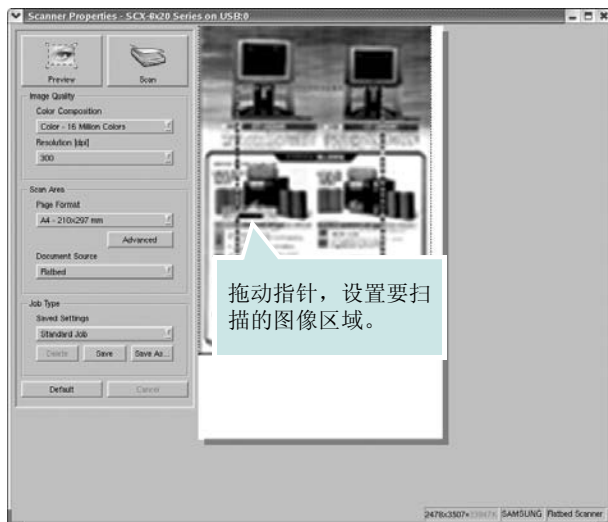 Scanner Properties - SCX-6x20 Series on USB:0
Preview
Scan
Image Quality
Color Composition
Color - 16 Million Colors
Resolution [dpi]
300
Scan Area
Page Format
A4 - 210x297 mm
Advanced
Document Source
Flatbed
Job Type
Saved Settings
Standard Job
Delete
Save
Save As...
Default
Cancel
拖动指针，设置要扫
描的图像区域。
2478x3507=
SAMSUNG
Flatbed Scanner